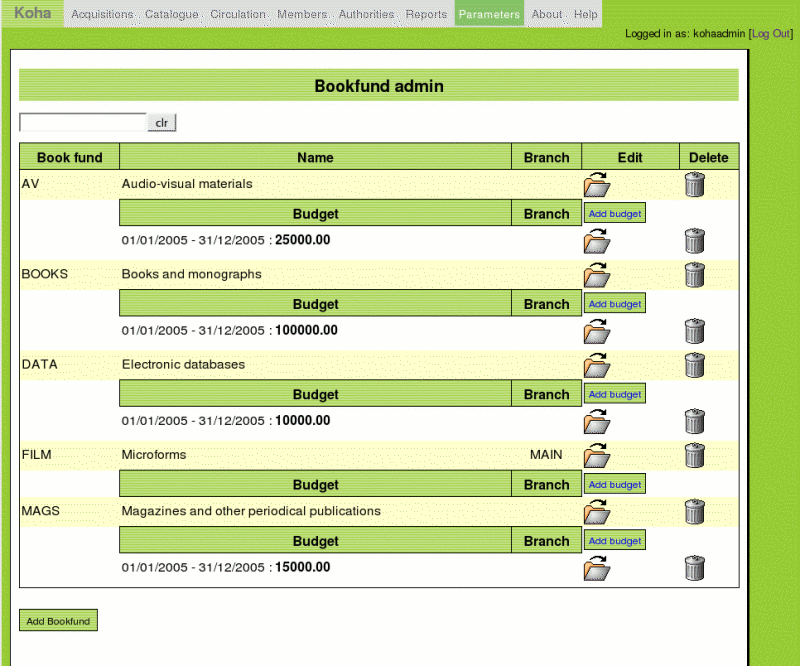 Koha Acquisitions Catalogue Circulation Members Authorities Reports Parameters About Help
Logged in as: kohaadmin [Log Out]
Bookfund admin
clr
Book fund Name Branch Edit Delete
AV Audio-visual materials
Budget Branch Add budget
01/01/2005 - 31/12/2005 : 25000.00
BOOKS Books and monographs
Budget Branch Add budget
01/01/2005 - 31/12/2005 : 100000.00
DATA Electronic databases
Budget Branch Add budget
01/01/2005 - 31/12/2005 : 10000.00
FILM Microforms MAIN
Budget Branch Add budget
MAGS Magazines and other periodical publications
Budget Branch Add budget
01/01/2005 - 31/12/2005 : 15000.00
Add Bookfund